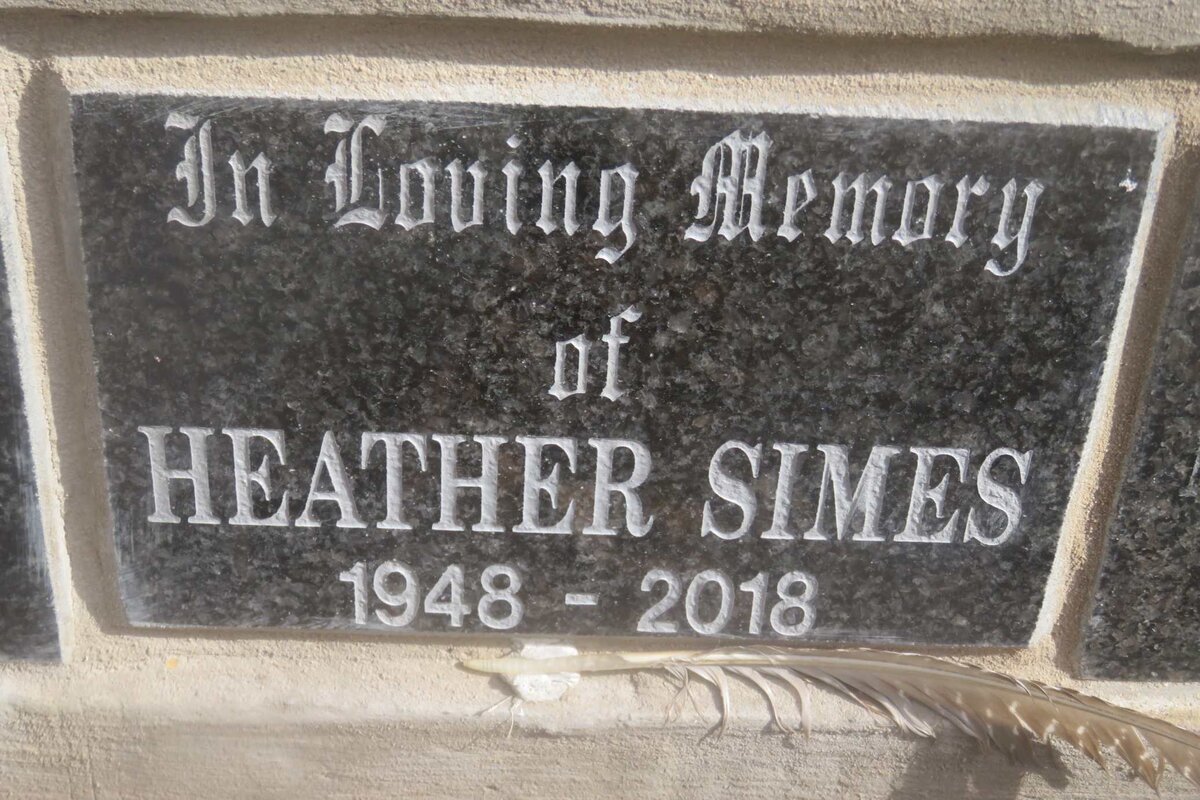 In Loving Memory
of
HEATHER SIMES
1948 - 2018